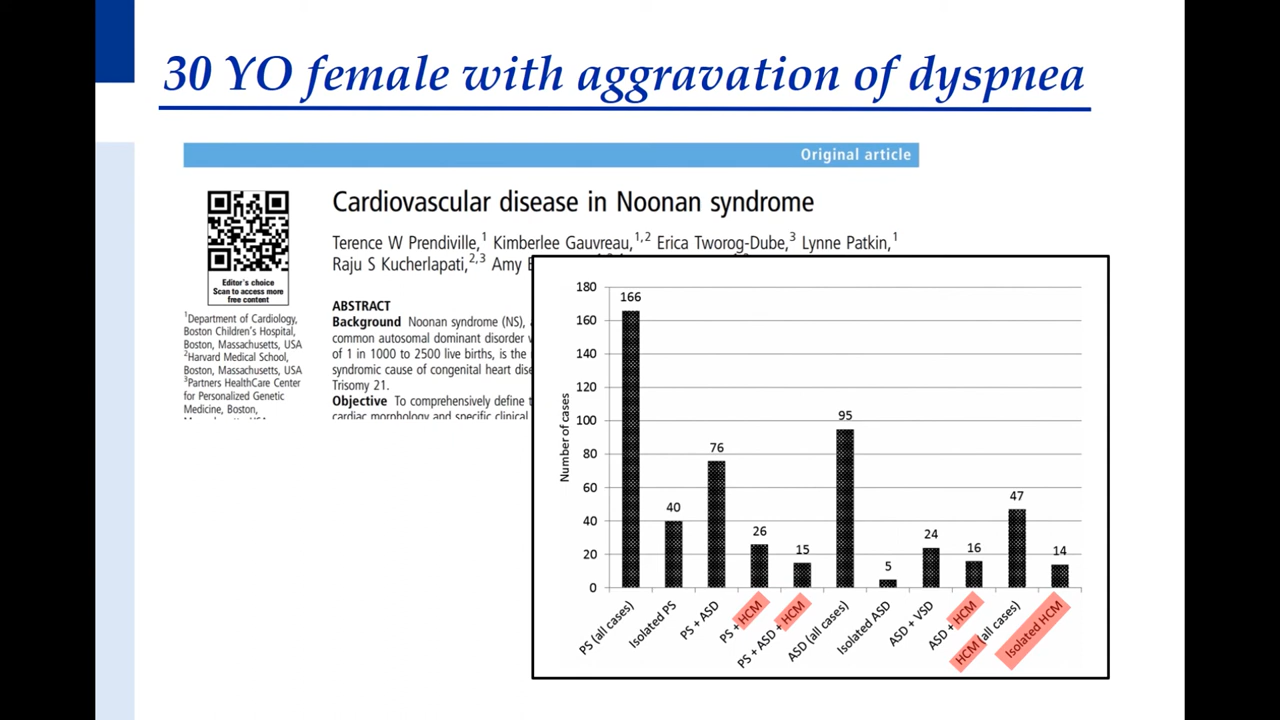 30 YO female with aggravation of dyspnea
Original article
Cardiovascular disease in Noonan syndrome
Terence W Prendiville,1 Kimberlee Gauvreau,1,2 Erica Tworog-Dube,3 Lynne Patkin,1
Raju S Kucherlapati,2,3 Amy
Editor's choice
Scan to access more
free content
1Department of Cardiology,
Boston Children's Hospital,
Boston, Massachusetts, USA
2Harvard Medical School,
Boston, Massachusetts, USA
3Partners HealthCare Center
for Personalized Genetic
Medicine, Boston,
ABSTRACT
Background Noonan syndrome (NS),
common autosomal dominant disorder
of 1 in 1000 to 2500 live births, is the
syndromic cause of congenital heart
Trisomy 21.
Objective To comprehensively define
cardiac morphology and specific clinical
Number of cases
180
160
140
120
100
80
60
40
20
0
166
40
76
26
15
95
5
24
16
47
14
PS (all cases)
Isolated PS
PS + ASD
PS + HCM
PS + ASD + HCM
ASD (all cases)
Isolated ASD
ASD + VSD
ASD + HCM
HCM (all cases)
Isolated HCM